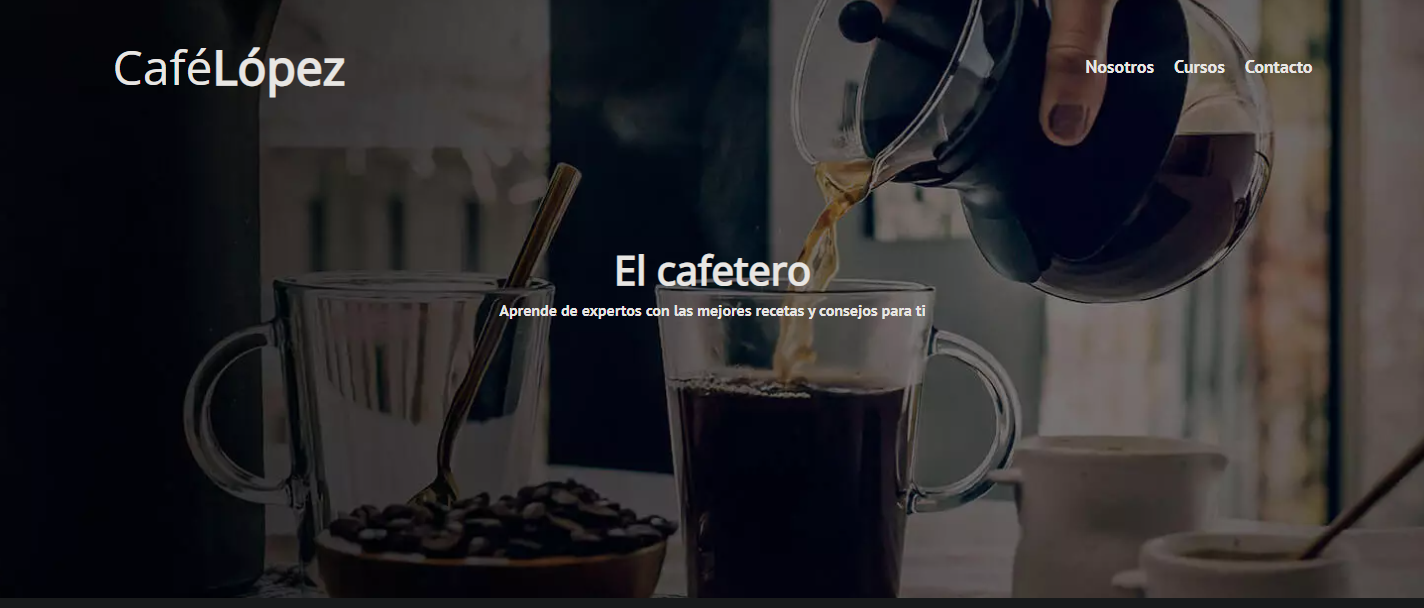 CaféLópez
Nosotros Cursos Contacto
El cafetero
Aprende de expertos con las mejores recetas y consejos para ti